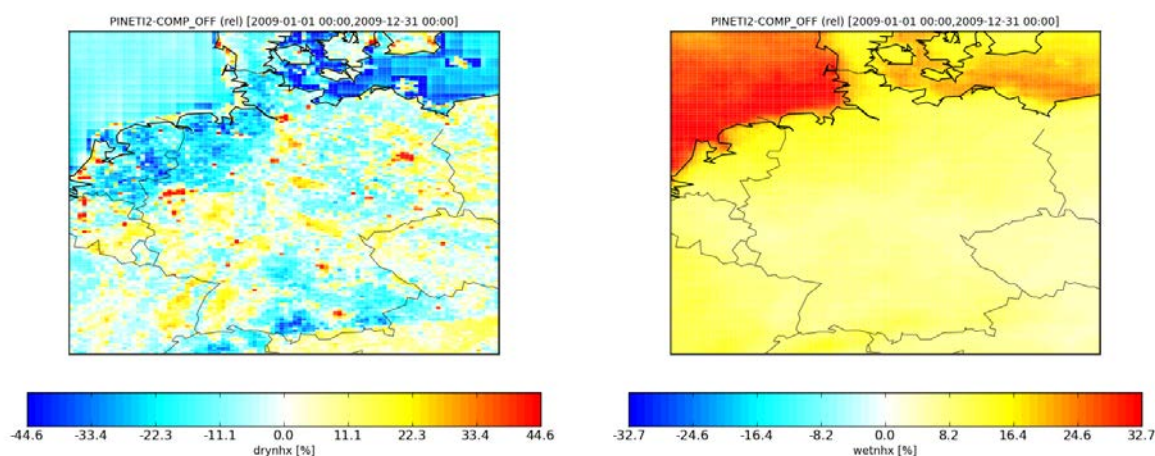 PINETI2-COMP_OFF (rel) [2009-01-01 00:00,2009-12-31 00:00]
PINETI2-COMP_OFF (rel) [2009-01-01 00:00,2009-12-31 00:00]
-44.6 -33.4 -22.3 -11.1 0.0 11.1 22.3 33.4 44.6
drynhx [%]
-32.7 -24.6 -16.4 -8.2 0.0 8.2 16.4 24.6 32.7
wetnhx [%]